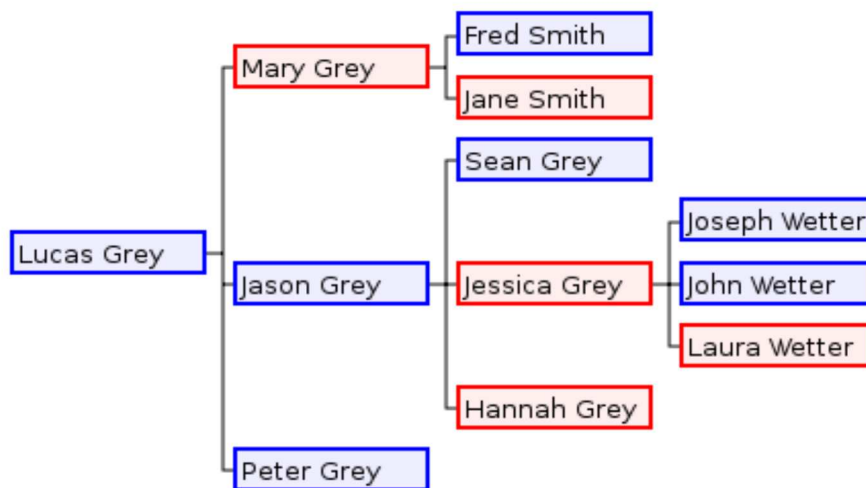 Fred Smith
Mary Grey
Jane Smith
Sean Grey
Joseph Wetter
Lucas Grey
Jason Grey
Jessica Grey
John Wetter
Laura Wetter
Hannah Grey
Peter Grey